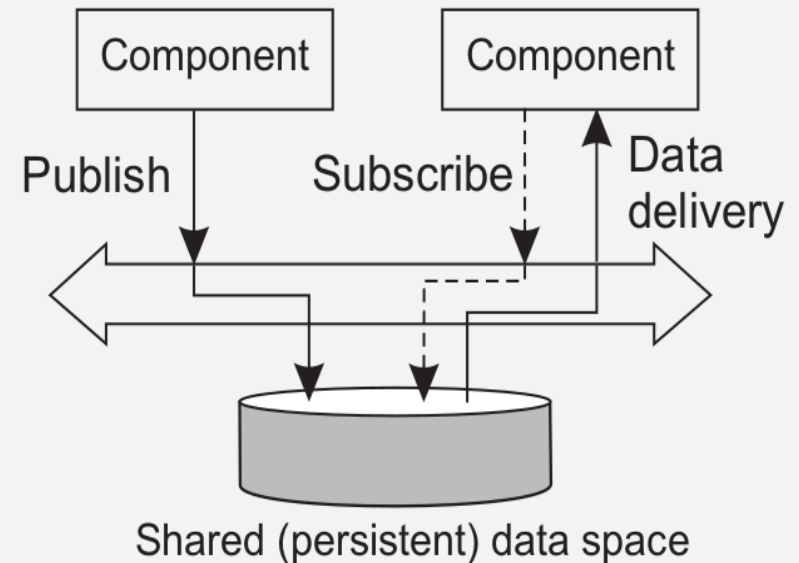 Component
Component
Publish
Subscribe
Data
delivery
Shared (persistent) data space